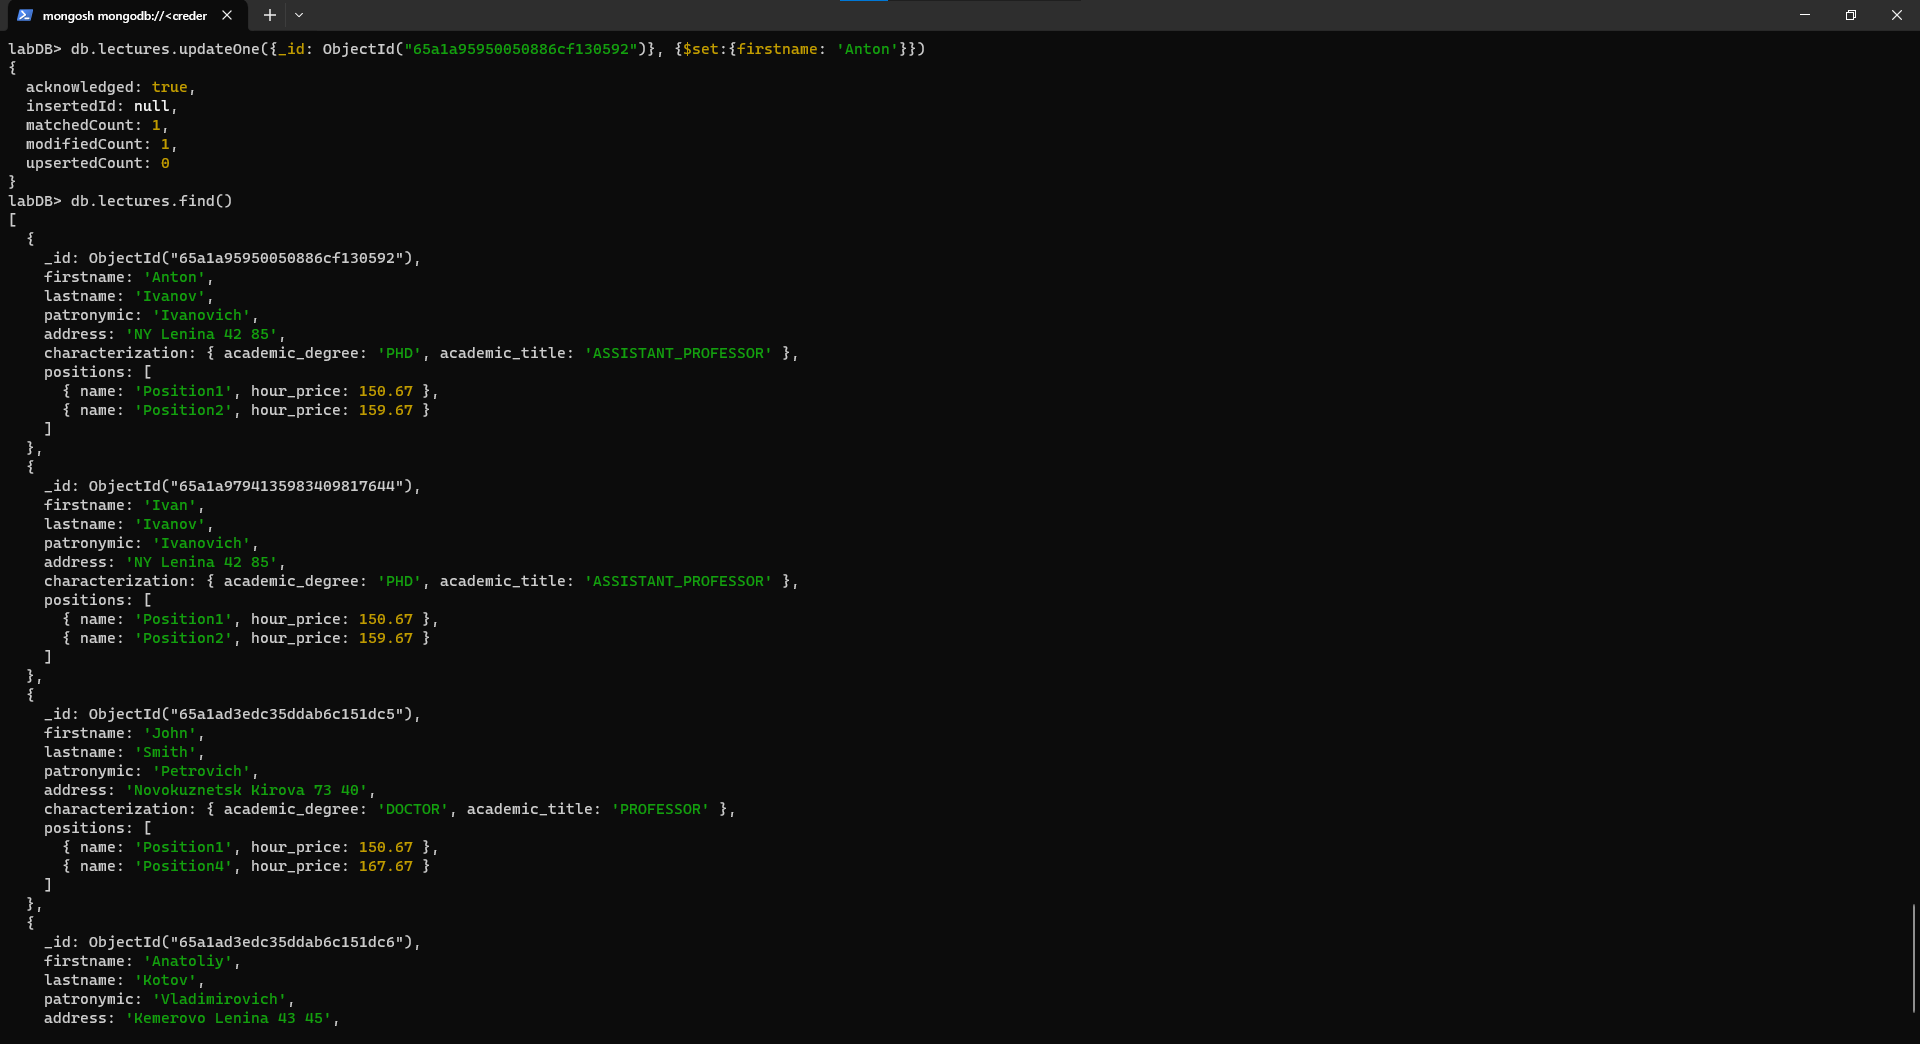 mongosh mongodb://<creder
labDB> db.lectures.updateOne({_id: ObjectId("65a1a95950050886cf130592")}, {$set:{firstname: 'Anton'}})
{
  acknowledged: true,
  insertedId: null,
  matchedCount: 1,
  modifiedCount: 1,
  upsertedCount: 0
}
labDB> db.lectures.find()
[
  {
    _id: ObjectId("65a1a95950050886cf130592"),
    firstname: 'Anton',
    lastname: 'Ivanov',
    patronymic: 'Ivanovich',
    address: 'NY Lenina 42 85',
    characterization: { academic_degree: 'PHD', academic_title: 'ASSISTANT_PROFESSOR' },
    positions: [
      { name: 'Position1', hour_price: 150.67 },
      { name: 'Position2', hour_price: 159.67 }
    ]
  },
  {
    _id: ObjectId("65a1a9794135983409817644"),
    firstname: 'Ivan',
    lastname: 'Ivanov',
    patronymic: 'Ivanovich',
    address: 'NY Lenina 42 85',
    characterization: { academic_degree: 'PHD', academic_title: 'ASSISTANT_PROFESSOR' },
    positions: [
      { name: 'Position1', hour_price: 150.67 },
      { name: 'Position2', hour_price: 159.67 }
    ]
  },
  {
    _id: ObjectId("65a1ad3edc35ddab6c151dc5"),
    firstname: 'John',
    lastname: 'Smith',
    patronymic: 'Petrovich',
    address: 'Novokuznetsk Kirova 73 40',
    characterization: { academic_degree: 'DOCTOR', academic_title: 'PROFESSOR' },
    positions: [
      { name: 'Position1', hour_price: 150.67 },
      { name: 'Position4', hour_price: 167.67 }
    ]
  },
  {
    _id: ObjectId("65a1ad3edc35ddab6c151dc6"),
    firstname: 'Anatoliy',
    lastname: 'Kotov',
    patronymic: 'Vladimirovich',
    address: 'Kemerovo Lenina 43 45',